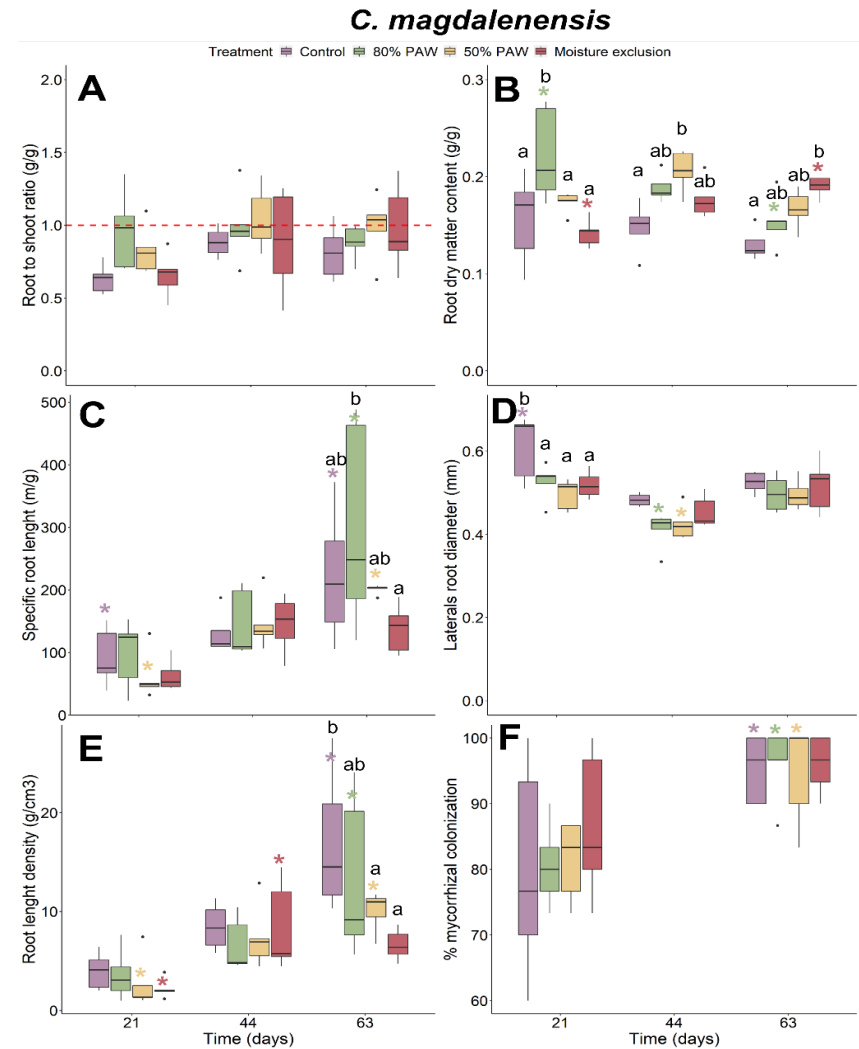 C. magdalenensis
Treatment Control 80% PAW 50% PAW Moisture exclusion
A
Root to shoot ratio (g/g)
2.0
1.5
1.0
0.5
0.0
B
Root dry matter content (g/g)
0.3
0.2
0.1
0.0
a
b
*
a
a
*
a
ab
b
ab
a
ab
*
ab
b
*
C
Specific root lenght (m/g)
500
400
300
200
100
0
*
*
ab
*
b
*
ab
*
a
D
Laterals root diameter (mm)
0.6
0.4
0.2
0.0
b
*
a
a
a
*
*
E
Root lenght density (g/cm3)
20
10
0
*
*
*
b
*
ab
*
a
*
a
21
44
63
Time (days)
F
% mycorrhizal colonization
100
90
80
70
60
*
*
*
21
44
63
Time (days)